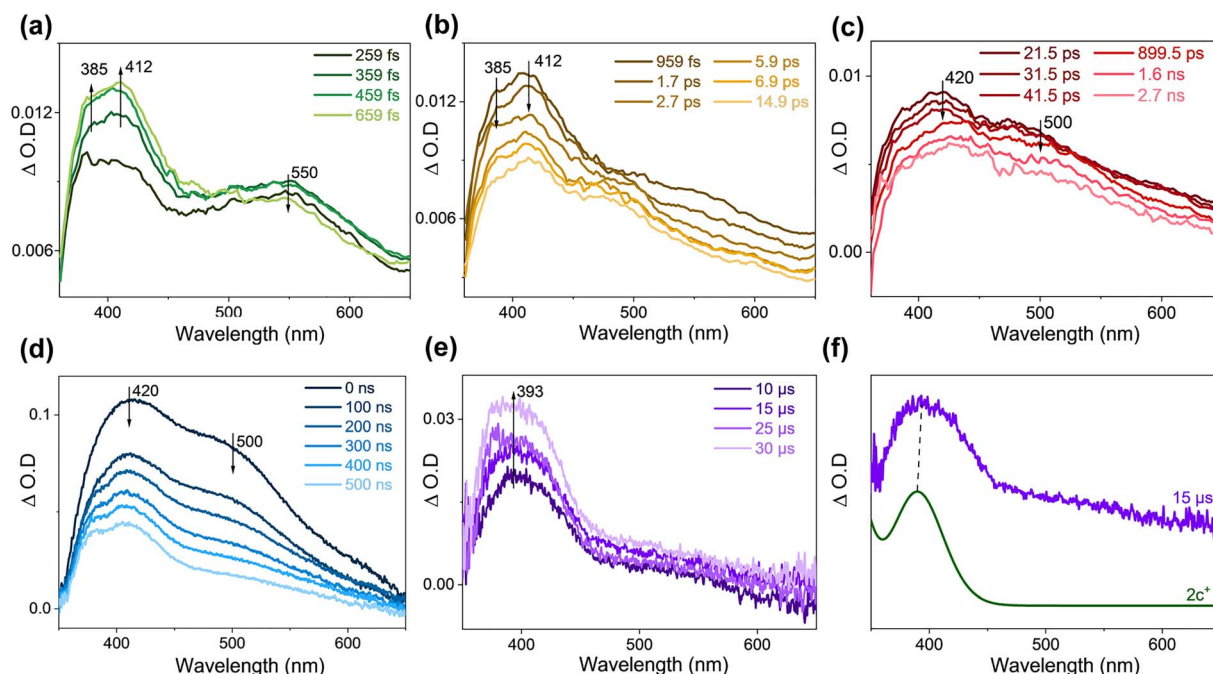 (a)
385
412
550
259 fs
359 fs
459 fs
659 fs
0.012
0.006
Δ O.D
400
500
600
Wavelength (nm)
(b)
385
412
959 fs
1.7 ps
2.7 ps
5.9 ps
6.9 ps
14.9 ps
0.012
0.006
Δ O.D
400
500
600
Wavelength (nm)
(c)
21.5 ps
31.5 ps
41.5 ps
899.5 ps
1.6 ns
2.7 ns
420
500
0.01
0.00
Δ O.D
400
500
600
Wavelength (nm)
(d)
420
500
0 ns
100 ns
200 ns
300 ns
400 ns
500 ns
0.1
0.0
Δ O.D
400
500
600
Wavelength (nm)
(e)
393
10 µs
15 µs
25 µs
30 µs
0.03
0.00
Δ O.D
400
500
600
Wavelength (nm)
(f)
15 µs
2c⁺
Δ O.D
400
500
600
Wavelength (nm)